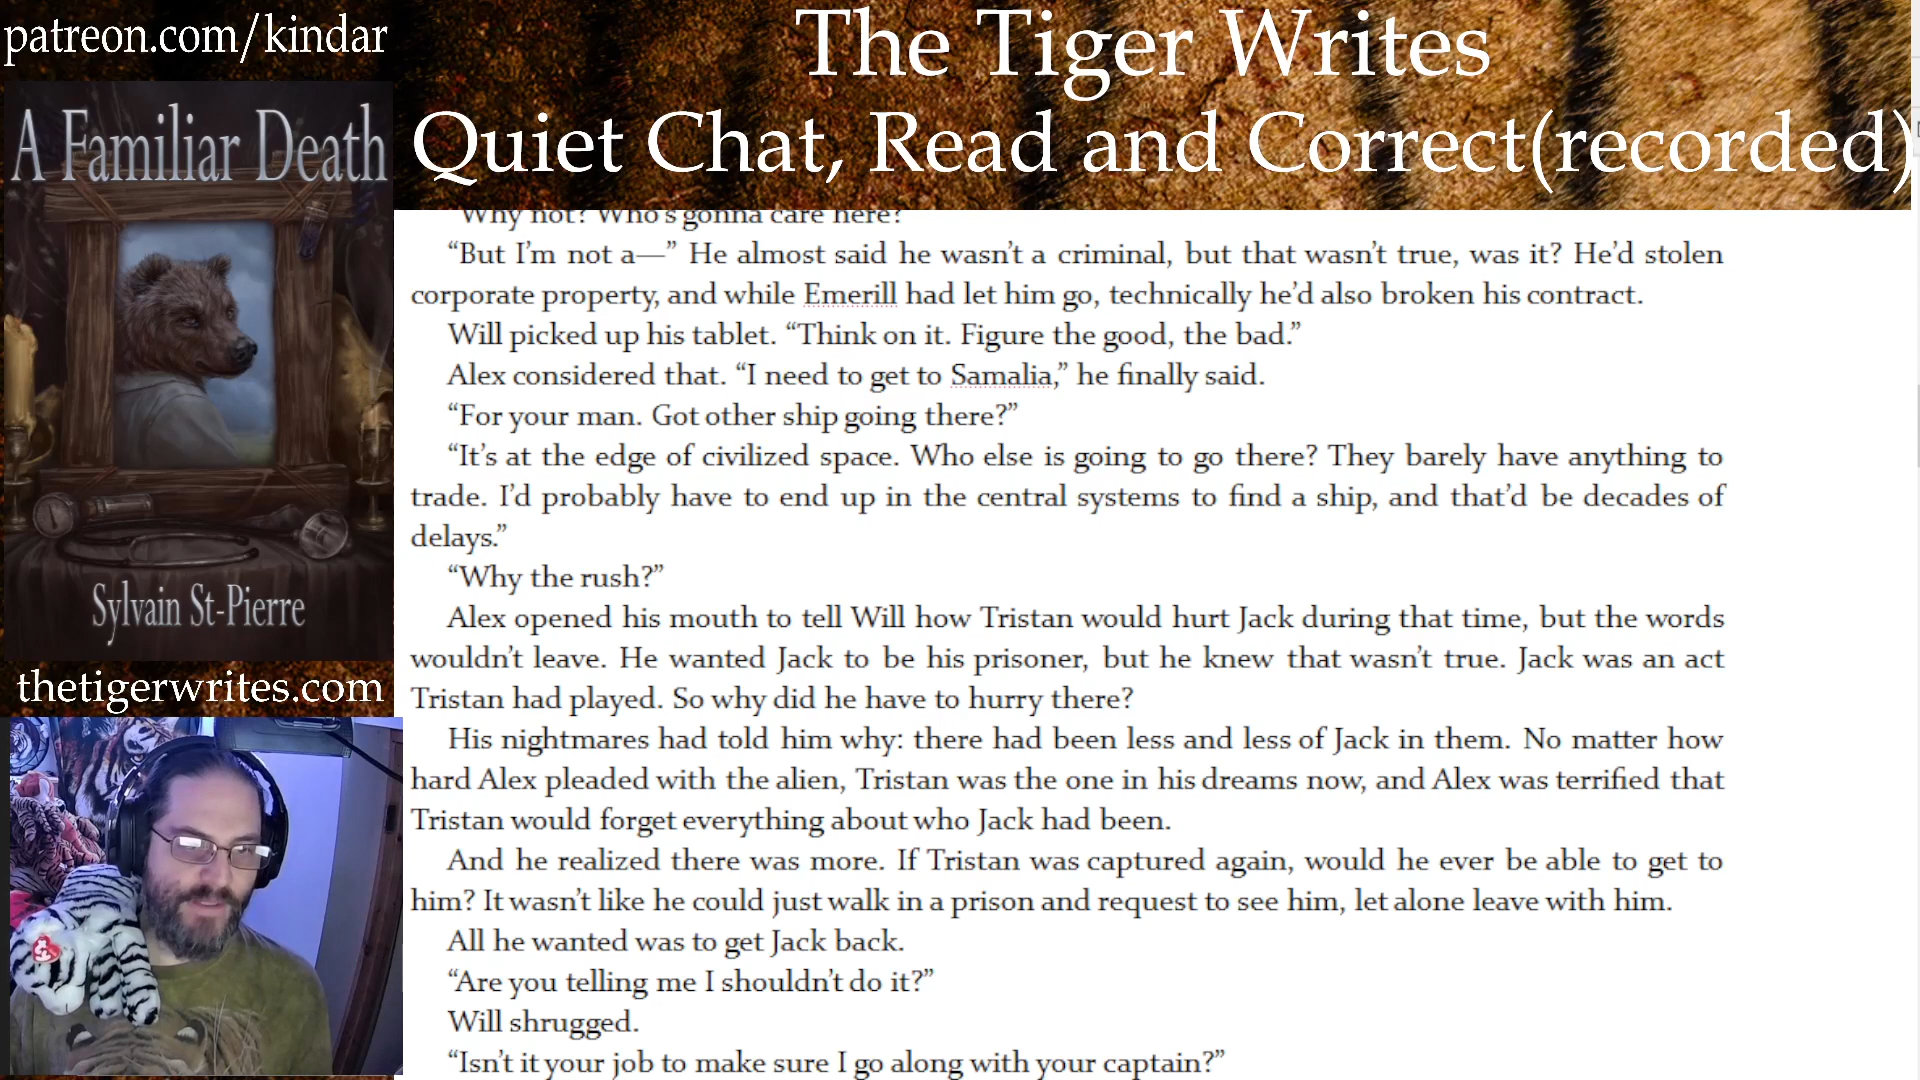 patreon.com/kindar
A Familiar Death
Sylvain St-Pierre
thetigerwrites.com
The Tiger Writes
Quiet Chat, Read and Correct(recorded)
Why not? Who's gonna care here?
“But I’m not a—” He almost said he wasn’t a criminal, but that wasn’t true, was it? He’d stolen
corporate property, and while Emerill had let him go, technically he’d also broken his contract.
Will picked up his tablet. “Think on it. Figure the good, the bad.”
Alex considered that. “I need to get to Samalia,” he finally said.
“For your man. Got other ship going there?”
“It’s at the edge of civilized space. Who else is going to go there? They barely have anything to
trade. I’d probably have to end up in the central systems to find a ship, and that’d be decades of
delays.”
“Why the rush?”
Alex opened his mouth to tell Will how Tristan would hurt Jack during that time, but the words
wouldn’t leave. He wanted Jack to be his prisoner, but he knew that wasn’t true. Jack was an act
Tristan had played. So why did he have to hurry there?
His nightmares had told him why: there had been less and less of Jack in them. No matter how
hard Alex pleaded with the alien, Tristan was the one in his dreams now, and Alex was terrified that
Tristan would forget everything about who Jack had been.
And he realized there was more. If Tristan was captured again, would he ever be able to get to
him? It wasn’t like he could just walk in a prison and request to see him, let alone leave with him.
All he wanted was to get Jack back.
“Are you telling me I shouldn’t do it?”
Will shrugged.
“Isn’t it your job to make sure I go along with your captain?”